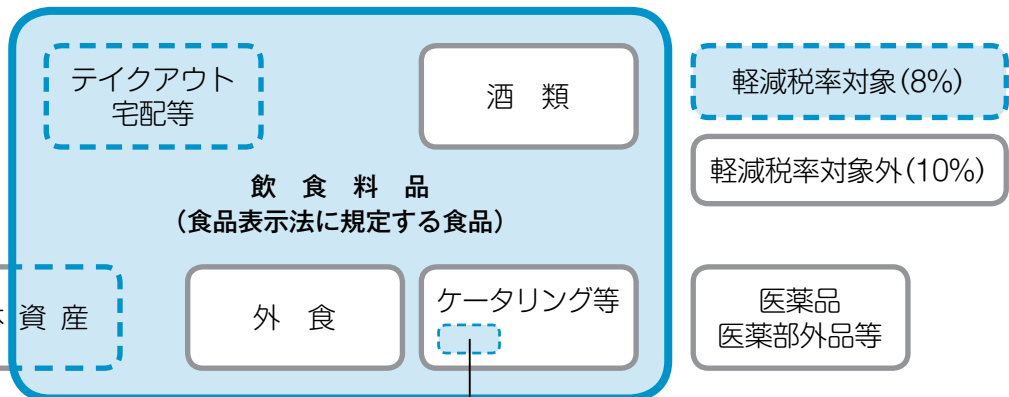 テイクアウト
宅配等
酒 類
軽減税率対象(8%)
軽減税率対象外(10%)
飲 食 料 品
(食品表示法に規定する食品)
資 産
外 食
ケータリング等
医薬品
医薬部外品等